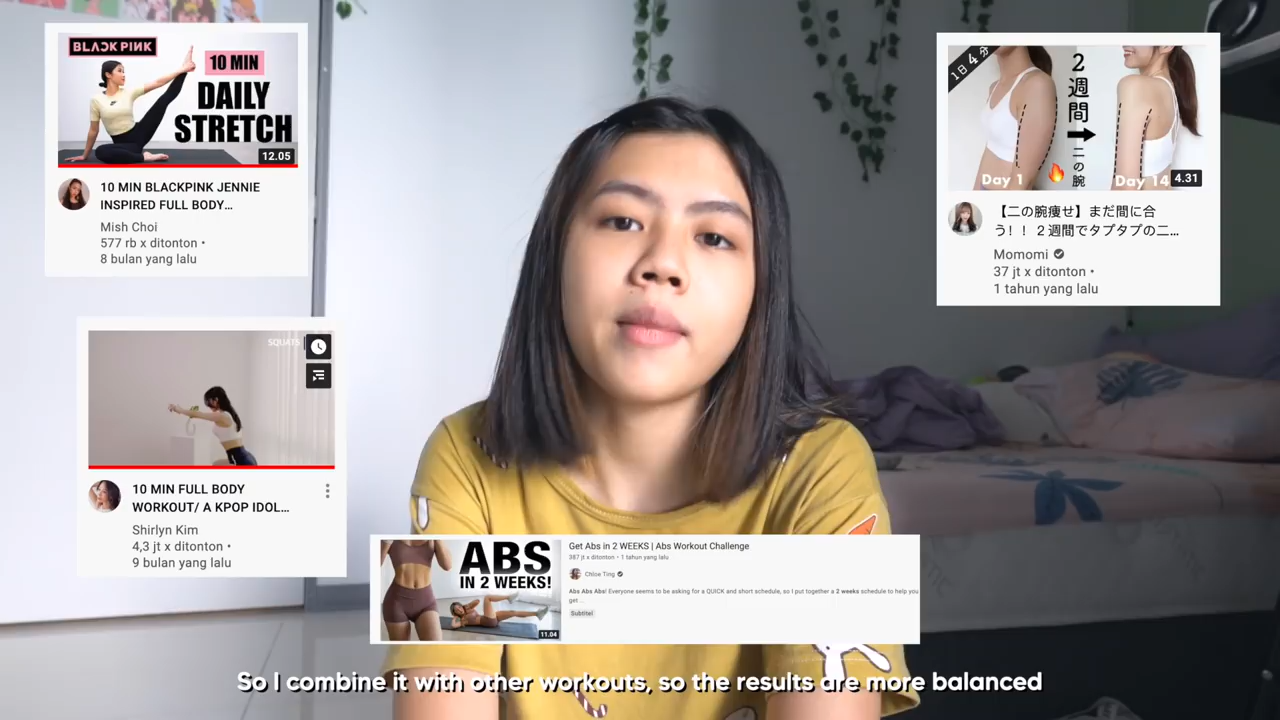 BLACKPINK
10 MIN
DAILY
STRETCH
12.05
10 MIN BLACKPINK JENNIE
INSPIRED FULL BODY…
Mish Choi
577 rb x ditonton •
8 bulan yang lalu
1日4分
2週間
二の腕
Day 1
Day 14
4.31
【二の腕痩せ】まだ間に合
う！！２週間でタプタプの二…
Momomi
37 jt x ditonton •
1 tahun yang lalu
SQUATS
10 MIN FULL BODY
WORKOUT/ A KPOP IDOL…
Shirlyn Kim
4,3 jt x ditonton •
9 bulan yang lalu
ABS
IN 2 WEEKS!
11.04
Get Abs in 2 WEEKS | Abs Workout Challenge
387 jt x ditonton • 1 tahun yang lalu
Chloe Ting
Abs Abs Abs! Everyone seems to be asking for a QUICK and short schedule, so I put together a 2 weeks schedule to help you
get ...
Subtitel
So I combine it with other workouts, so the results are more balanced